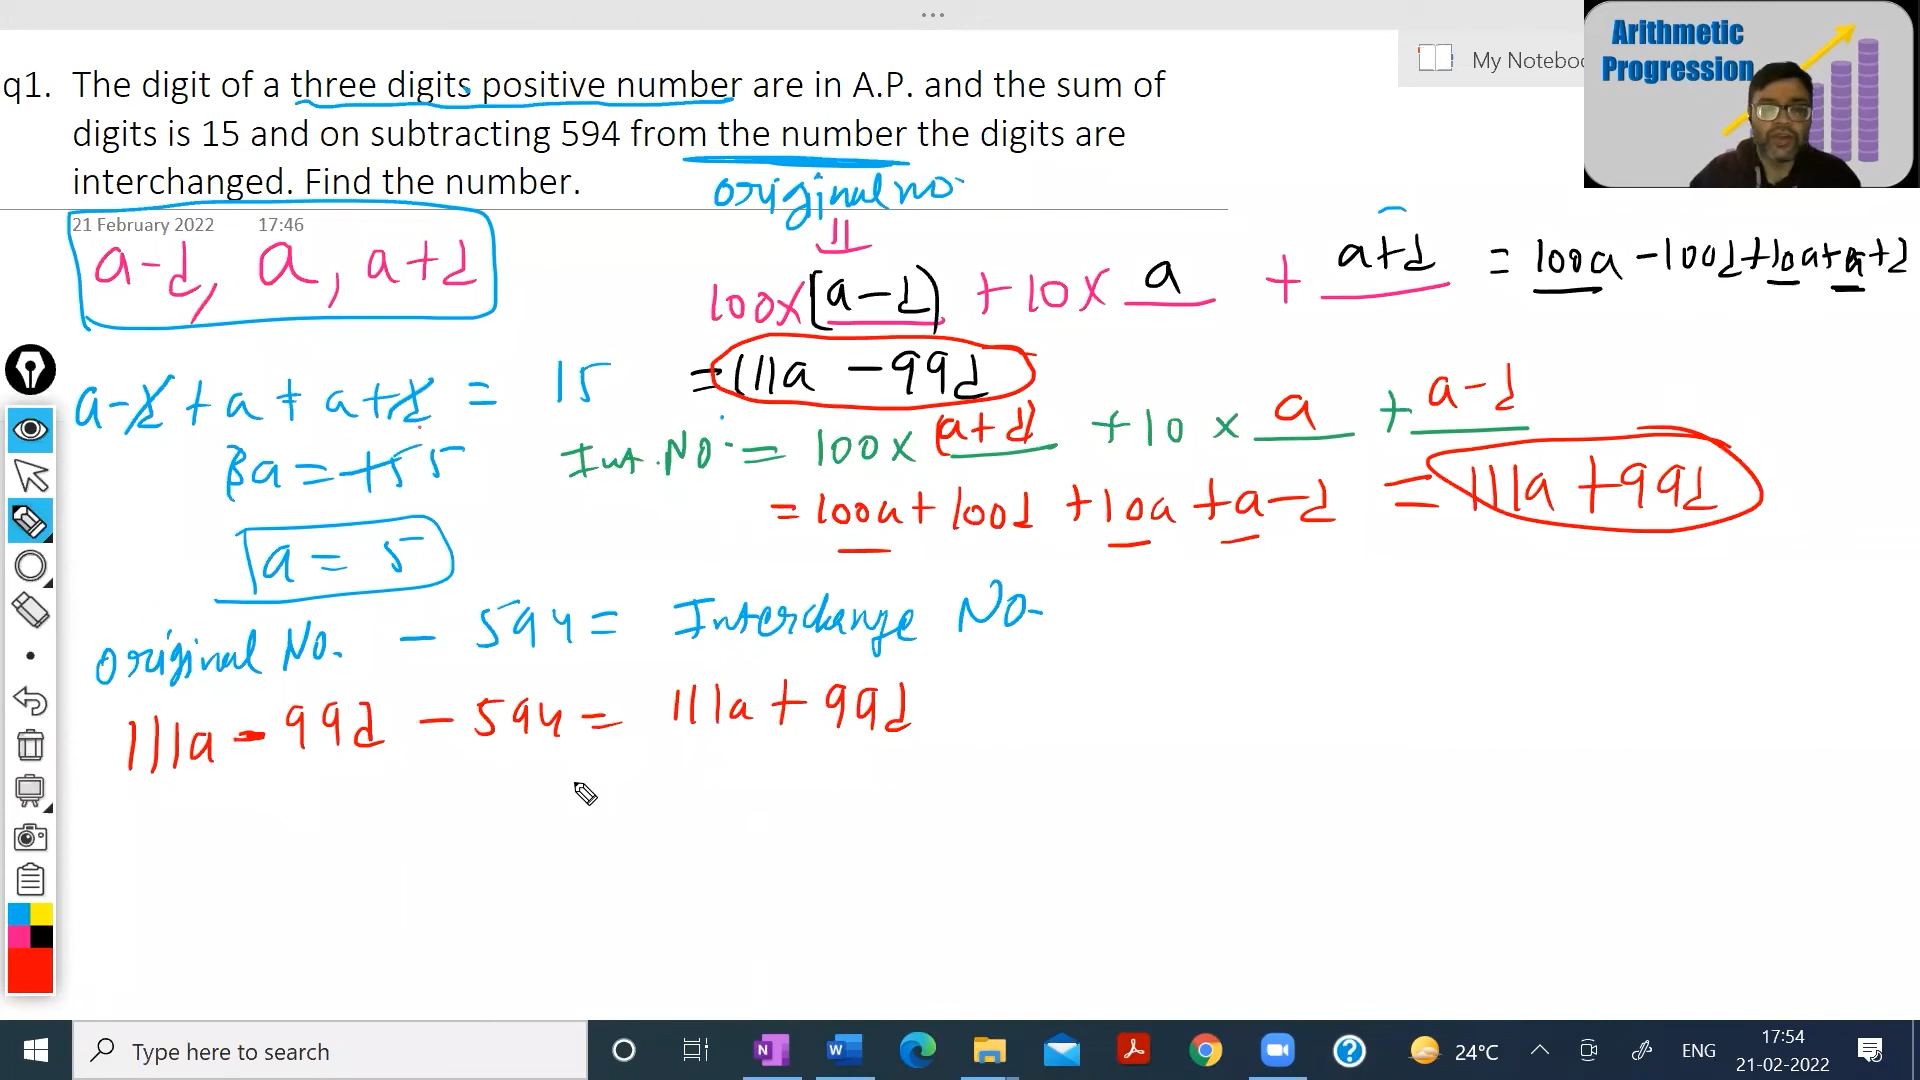 ...
My Notebo
Arithmetic
Progression
q1. The digit of a three digits positive number are in A.P. and the sum of
digits is 15 and on subtracting 594 from the number the digits are
interchanged. Find the number.
original no.
21 February 2022 17:46
a-d, a, a+d
100×(a-d) + 10× a + a+d = 100a - 100d + 10a + a + d
= 111a - 99d
a-d + a + a+d = 15
3a = 15 5
Int. No. = 100× (a+d) + 10 × a + a-d
= 100a + 100d + 10a + a - d = 111a + 99d
a = 5
Original No. - 594 = Interchange No.
111a - 99d - 594 = 111a + 99d
Type here to search
24°C
ENG
17:54
21-02-2022